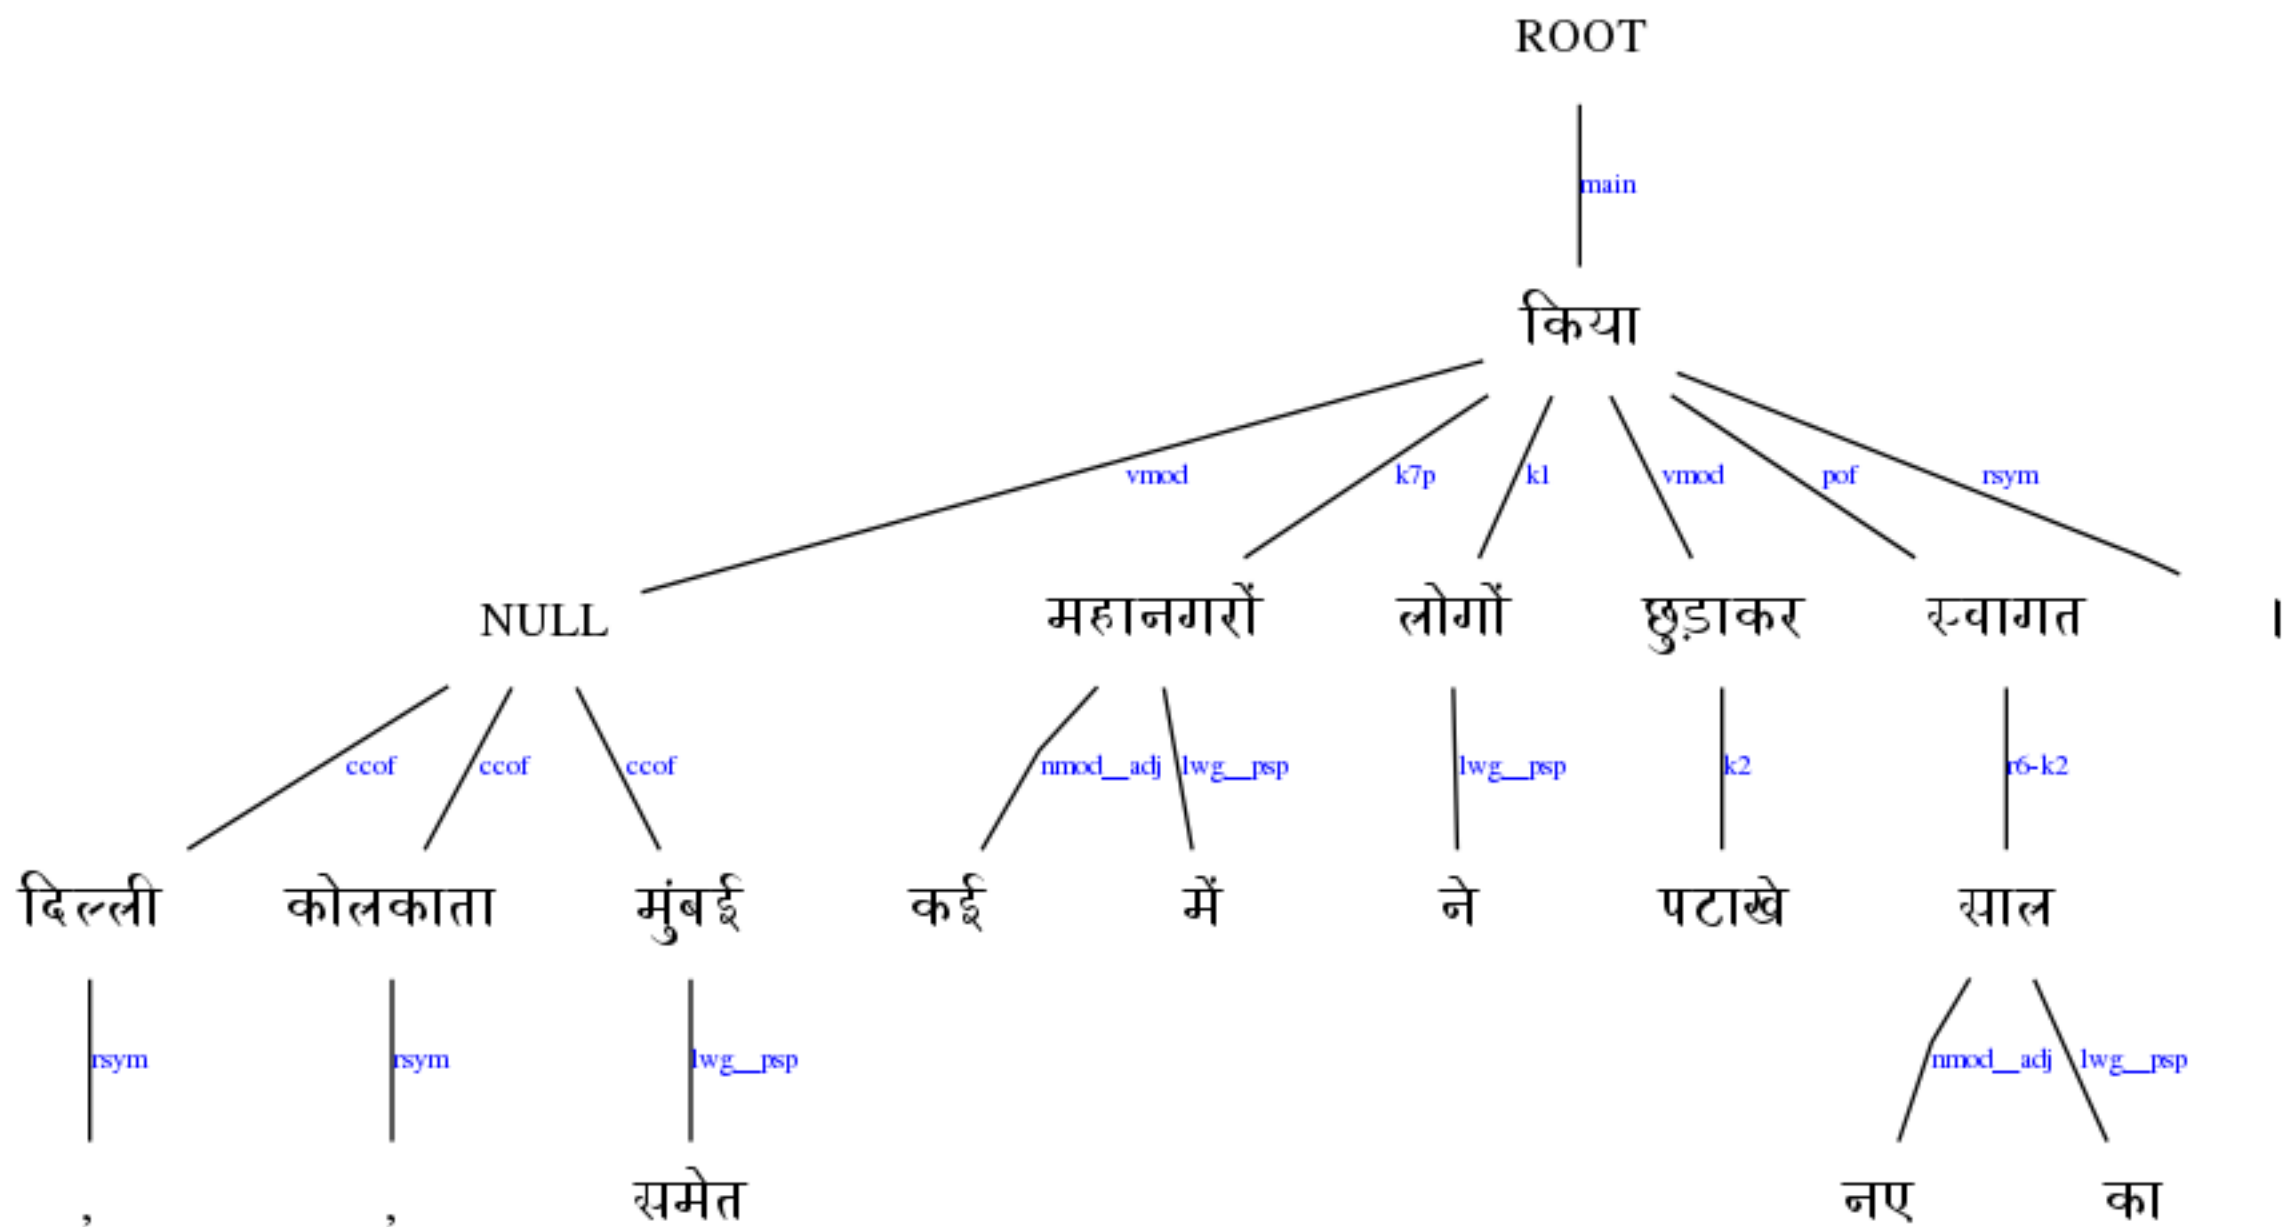 ROOT
main
किया
vmod k7p k1 vmod pof rsym
NULL महानगरों लोगों छुड़ाकर स्वागत ।
ccof ccof ccof nmod__adj lwg__psp lwg__psp k2 r6-k2
दिल्ली कोलकाता मुंबई कई में ने पटाखे साल
rsym rsym lwg__psp nmod__adj lwg__psp
, , समेत नए का